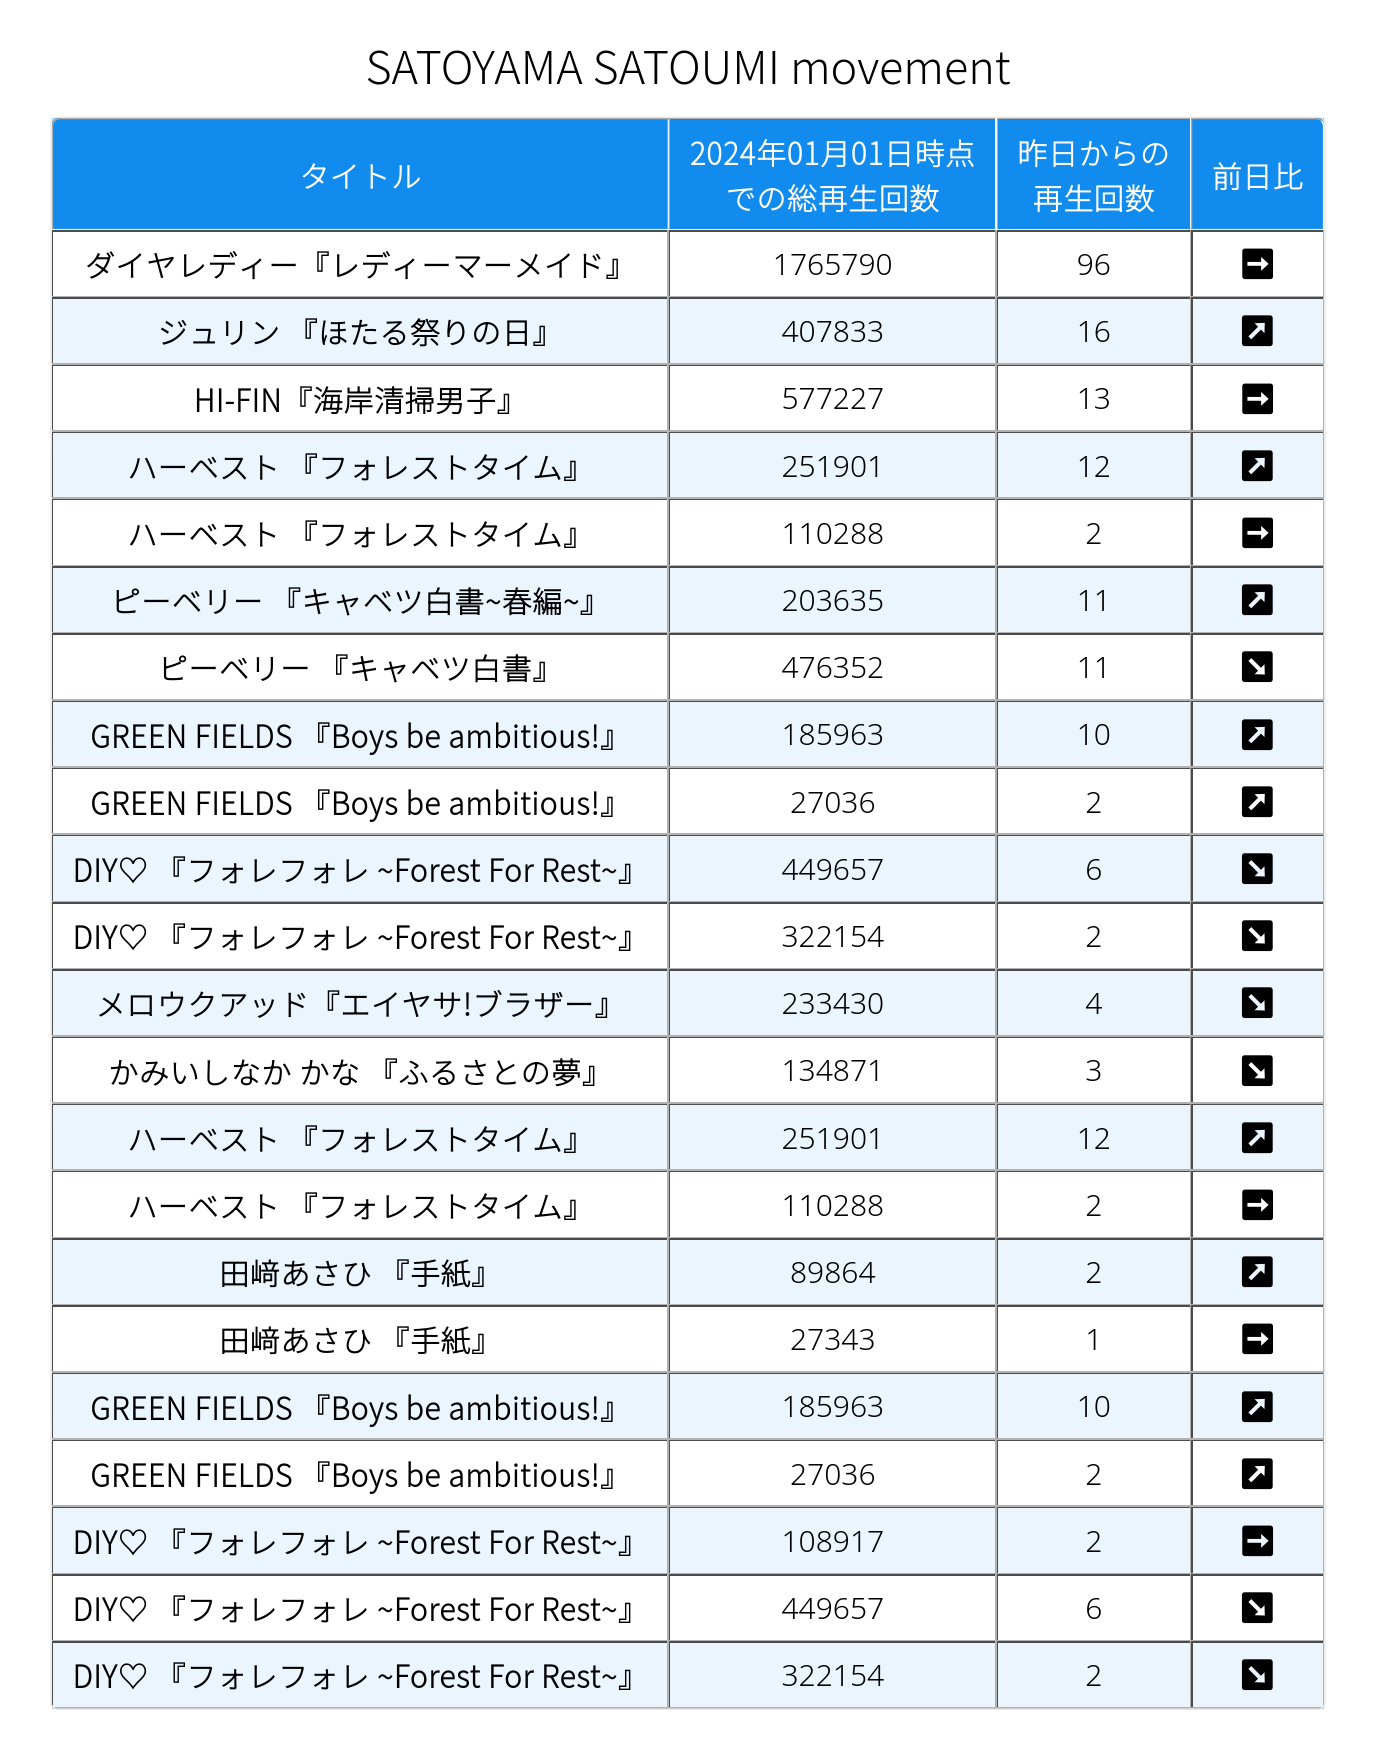 SATOYAMA SATOUMI movement
タイトル 2024年01月01日時点での総再生回数 昨日からの再生回数 前日比
ダイヤレディー『レディーマーメイド』 1765790 96 ➡
ジュリン 『ほたる祭りの日』 407833 16 ↗
HI-FIN『海岸清掃男子』 577227 13 ➡
ハーベスト 『フォレストタイム』 251901 12 ↗
ハーベスト 『フォレストタイム』 110288 2 ➡
ピーベリー 『キャベツ白書~春編~』 203635 11 ↗
ピーベリー 『キャベツ白書』 476352 11 ↘
GREEN FIELDS 『Boys be ambitious!』 185963 10 ↗
GREEN FIELDS 『Boys be ambitious!』 27036 2 ↗
DIY♡ 『フォレフォレ ~Forest For Rest~』 449657 6 ↘
DIY♡ 『フォレフォレ ~Forest For Rest~』 322154 2 ↘
メロウクアッド『エイヤサ!ブラザー』 233430 4 ↘
かみいしなか かな 『ふるさとの夢』 134871 3 ↘
ハーベスト 『フォレストタイム』 251901 12 ↗
ハーベスト 『フォレストタイム』 110288 2 ➡
田﨑あさひ 『手紙』 89864 2 ↗
田﨑あさひ 『手紙』 27343 1 ➡
GREEN FIELDS 『Boys be ambitious!』 185963 10 ↗
GREEN FIELDS 『Boys be ambitious!』 27036 2 ↗
DIY♡ 『フォレフォレ ~Forest For Rest~』 108917 2 ➡
DIY♡ 『フォレフォレ ~Forest For Rest~』 449657 6 ↘
DIY♡ 『フォレフォレ ~Forest For Rest~』 322154 2 ↘